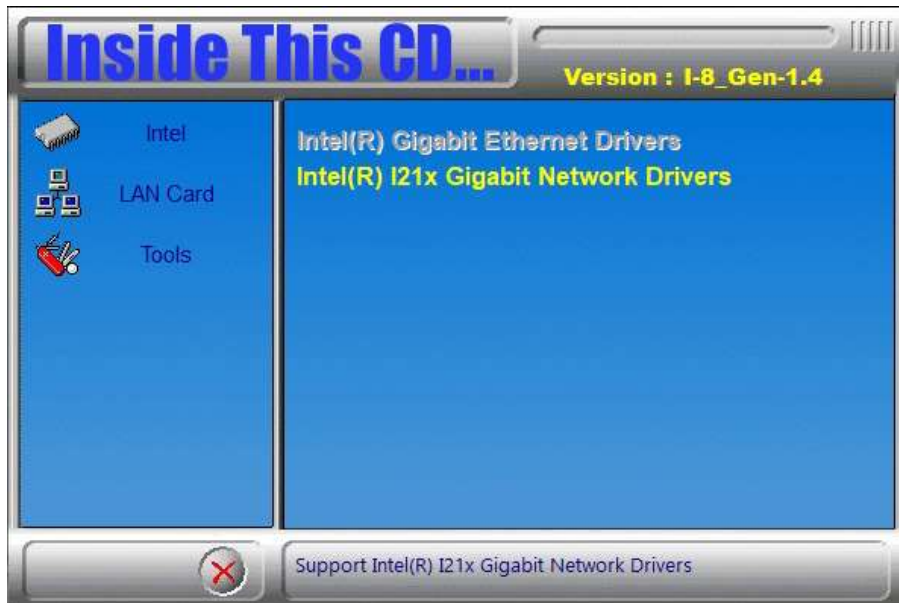 Inside This CD...
Version : I-8_Gen-1.4
Intel
LAN Card
Tools
Intel(R) Gigabit Ethernet Drivers
Intel(R) I21x Gigabit Network Drivers
Support Intel(R) I21x Gigabit Network Drivers